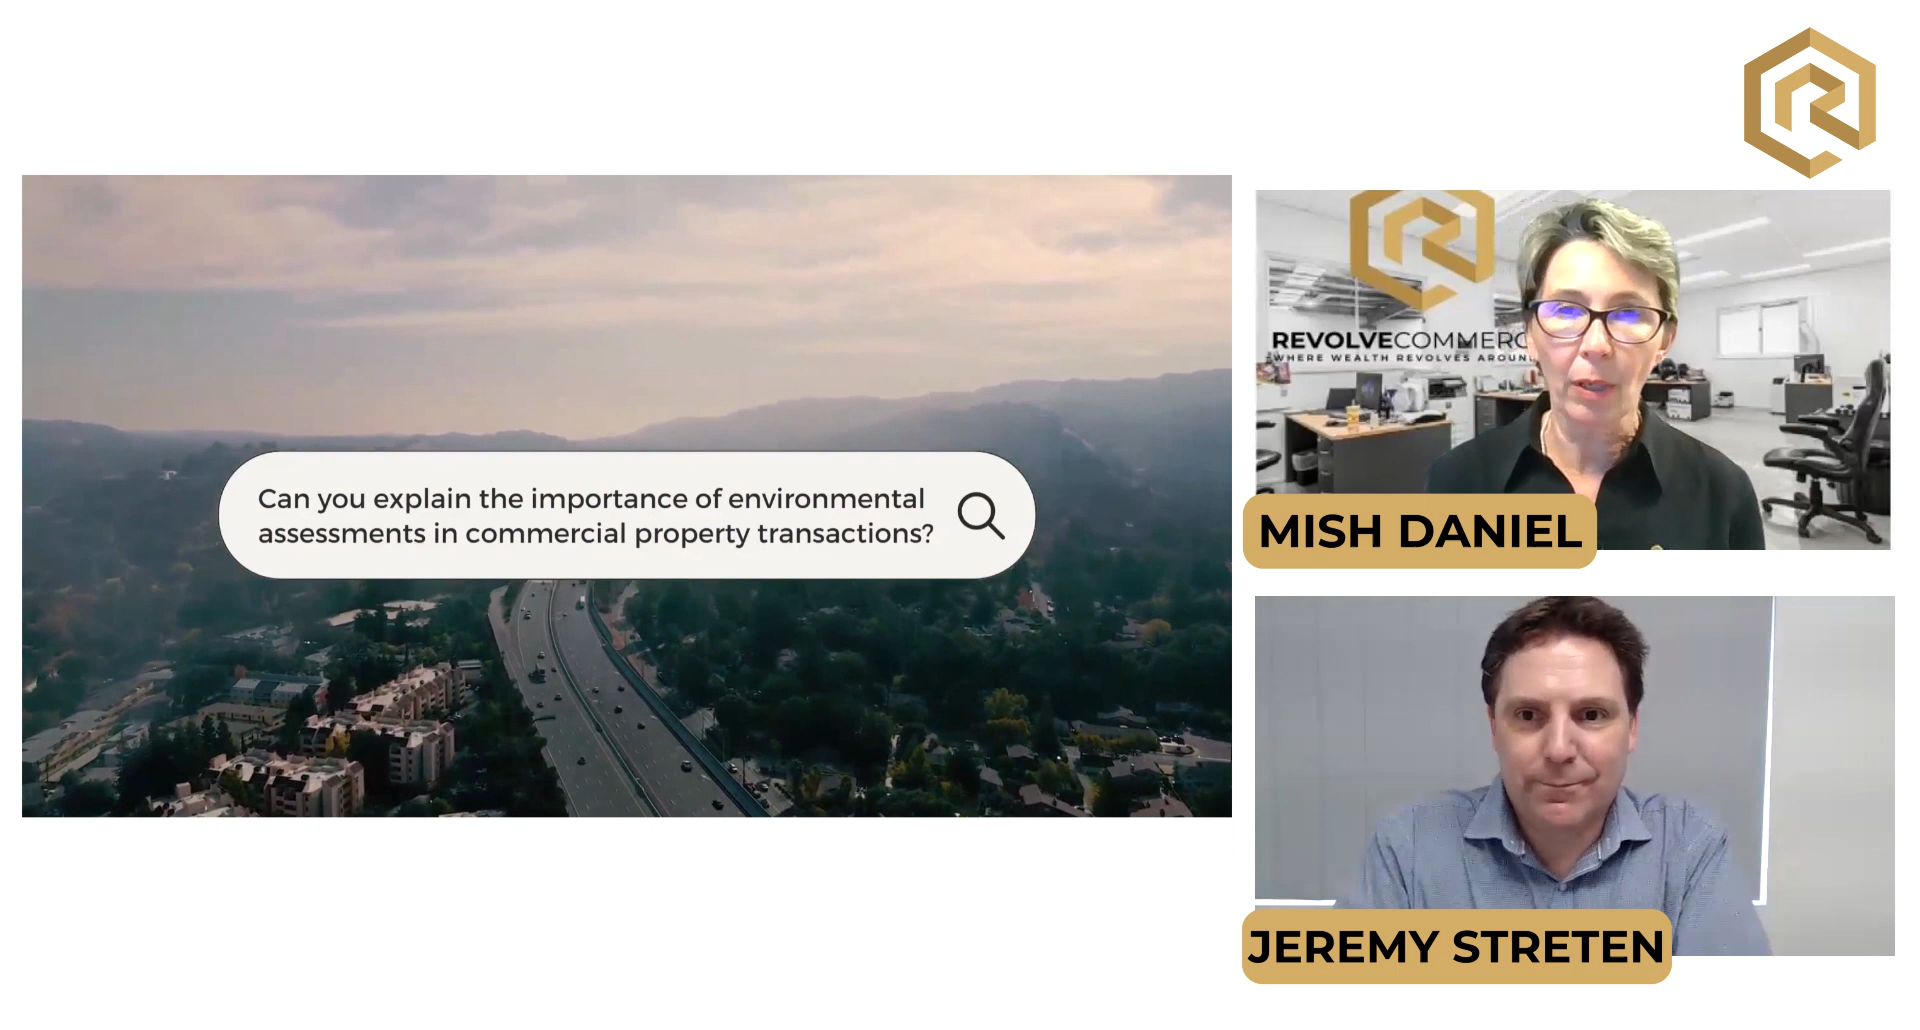 Can you explain the importance of environmental
assessments in commercial property transactions?
REVOLVECOMMERC
WHERE WEALTH REVOLVES AROUN
MISH DANIEL
JEREMY STRETEN